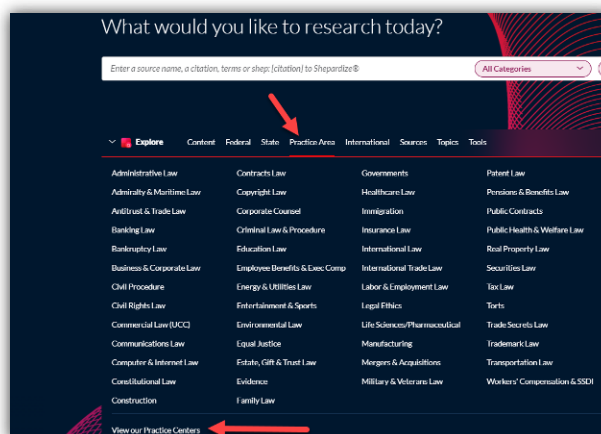 What would you like to research today?
Enter a source name, a citation, terms or shep: [citation] to Shepardize®
All Categories
Explore Content Federal State Practice Area International Sources Topics Tools
Administrative Law Contracts Law Governments Patent Law
Admiralty & Maritime Law Copyright Law Healthcare Law Pensions & Benefits Law
Antitrust & Trade Law Corporate Counsel Immigration Public Contracts
Banking Law Criminal Law & Procedure Insurance Law Public Health & Welfare Law
Bankruptcy Law Education Law International Law Real Property Law
Business & Corporate Law Employee Benefits & Exec Comp International Trade Law Securities Law
Civil Procedure Energy & Utilities Law Labor & Employment Law Tax Law
Civil Rights Law Entertainment & Sports Legal Ethics Torts
Commercial Law (UCC) Environmental Law Life Sciences/Pharmaceutical Trade Secrets Law
Communications Law Equal Justice Manufacturing Trademark Law
Computer & Internet Law Estate, Gift & Trust Law Mergers & Acquisitions Transportation Law
Constitutional Law Evidence Military & Veterans Law Workers' Compensation & SSDI
Construction Family Law
View our Practice Centers